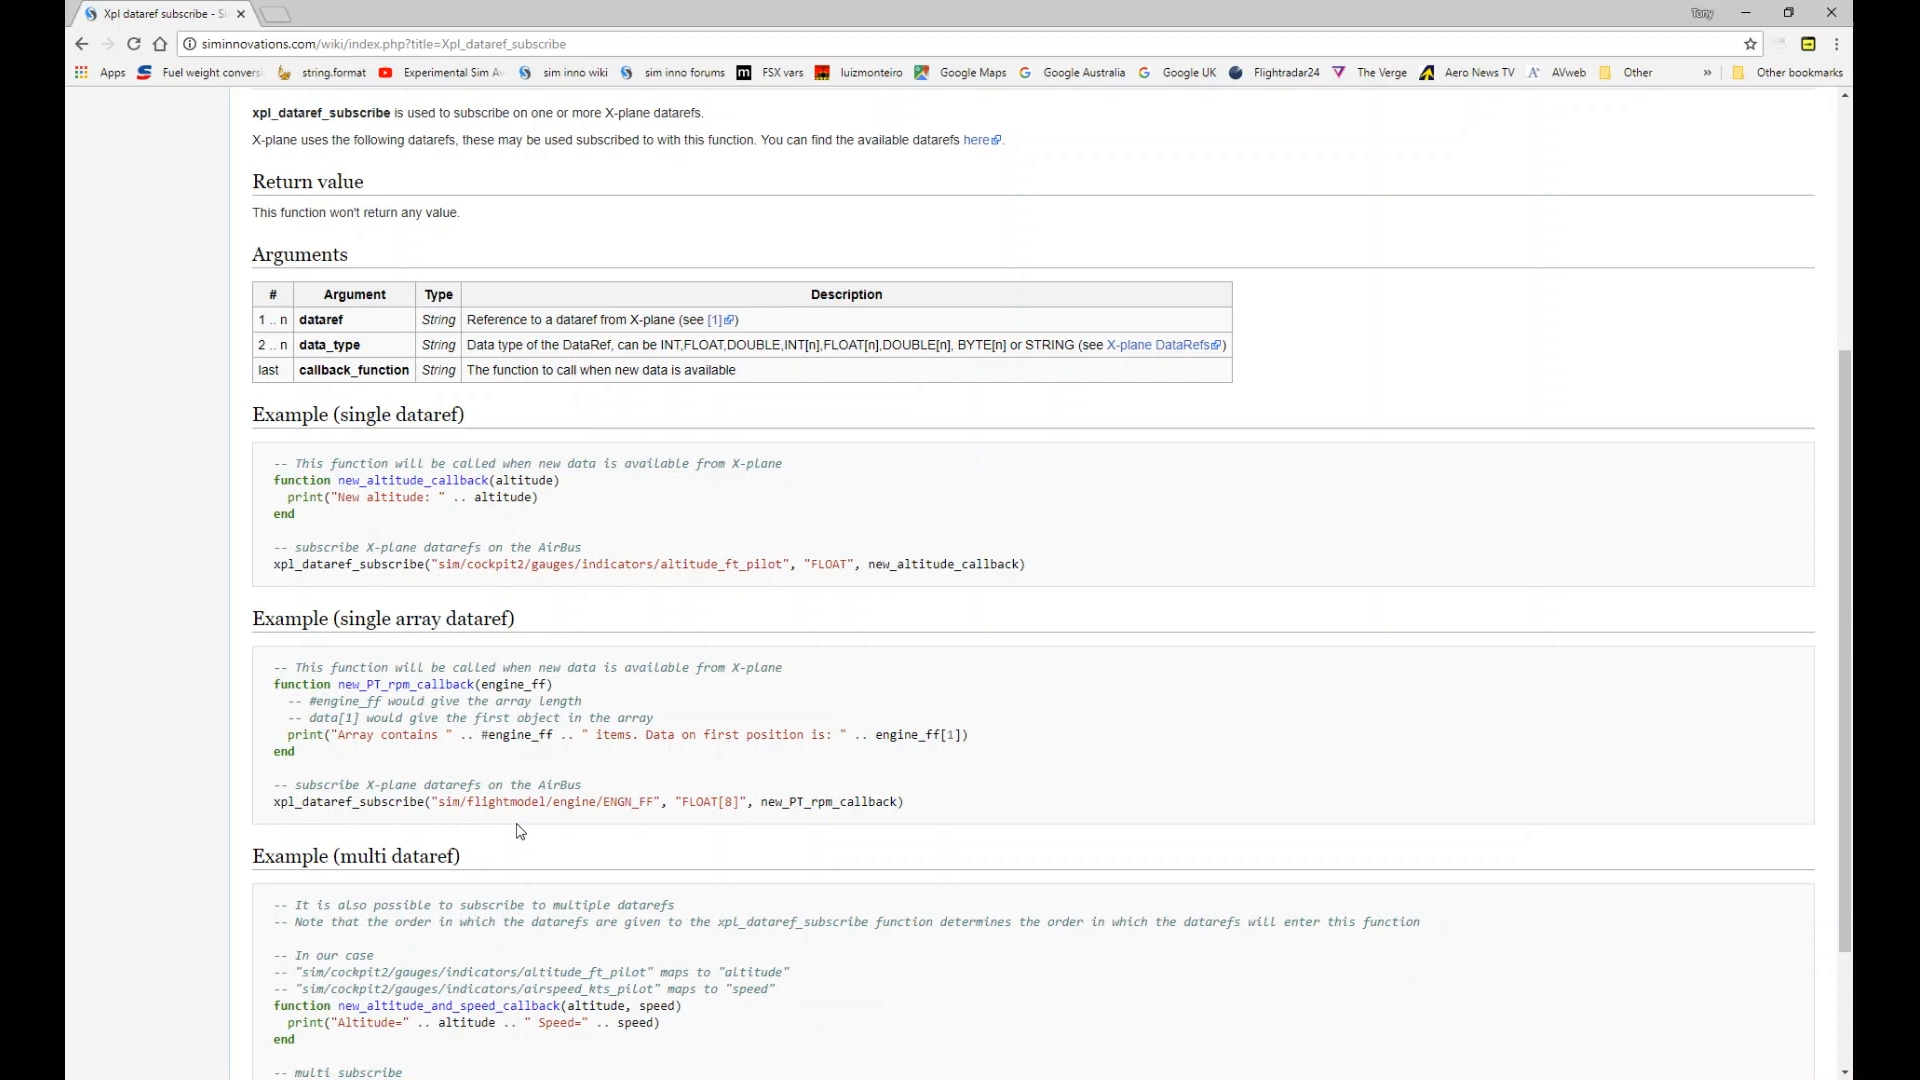 Xpl dataref subscribe - Si
Tony
siminnovations.com/wiki/index.php?title=Xpl_dataref_subscribe
Apps Fuel weight convers string.format Experimental Sim Av sim inno wiki sim inno forums FSX vars luizmonteiro Google Maps Google Australia Google UK Flightradar24 The Verge Aero News TV AVweb Other » Other bookmarks
xpl_dataref_subscribe is used to subscribe on one or more X-plane datarefs.
X-plane uses the following datarefs, these may be used subscribed to with this function. You can find the available datarefs here.
Return value
This function won't return any value.
Arguments
# Argument Type Description
1 .. n dataref String Reference to a dataref from X-plane (see [1])
2 .. n data_type String Data type of the DataRef, can be INT,FLOAT,DOUBLE,INT[n],FLOAT[n],DOUBLE[n], BYTE[n] or STRING (see X-plane DataRefs)
last callback_function String The function to call when new data is available
Example (single dataref)
-- This function will be called when new data is available from X-plane
function new_altitude_callback(altitude)
print("New altitude: " .. altitude)
end
-- subscribe X-plane datarefs on the AirBus
xpl_dataref_subscribe("sim/cockpit2/gauges/indicators/altitude_ft_pilot", "FLOAT", new_altitude_callback)
Example (single array dataref)
-- This function will be called when new data is available from X-plane
function new_PT_rpm_callback(engine_ff)
-- #engine_ff would give the array length
-- data[1] would give the first object in the array
print("Array contains " .. #engine_ff .. " items. Data on first position is: " .. engine_ff[1])
end
-- subscribe X-plane datarefs on the AirBus
xpl_dataref_subscribe("sim/flightmodel/engine/ENGN_FF", "FLOAT[8]", new_PT_rpm_callback)
Example (multi dataref)
-- It is also possible to subscribe to multiple datarefs
-- Note that the order in which the datarefs are given to the xpl_dataref_subscribe function determines the order in which the datarefs will enter this function
-- In our case
-- "sim/cockpit2/gauges/indicators/altitude_ft_pilot" maps to "altitude"
-- "sim/cockpit2/gauges/indicators/airspeed_kts_pilot" maps to "speed"
function new_altitude_and_speed_callback(altitude, speed)
print("Altitude=" .. altitude .. " Speed=" .. speed)
end
-- multi subscribe